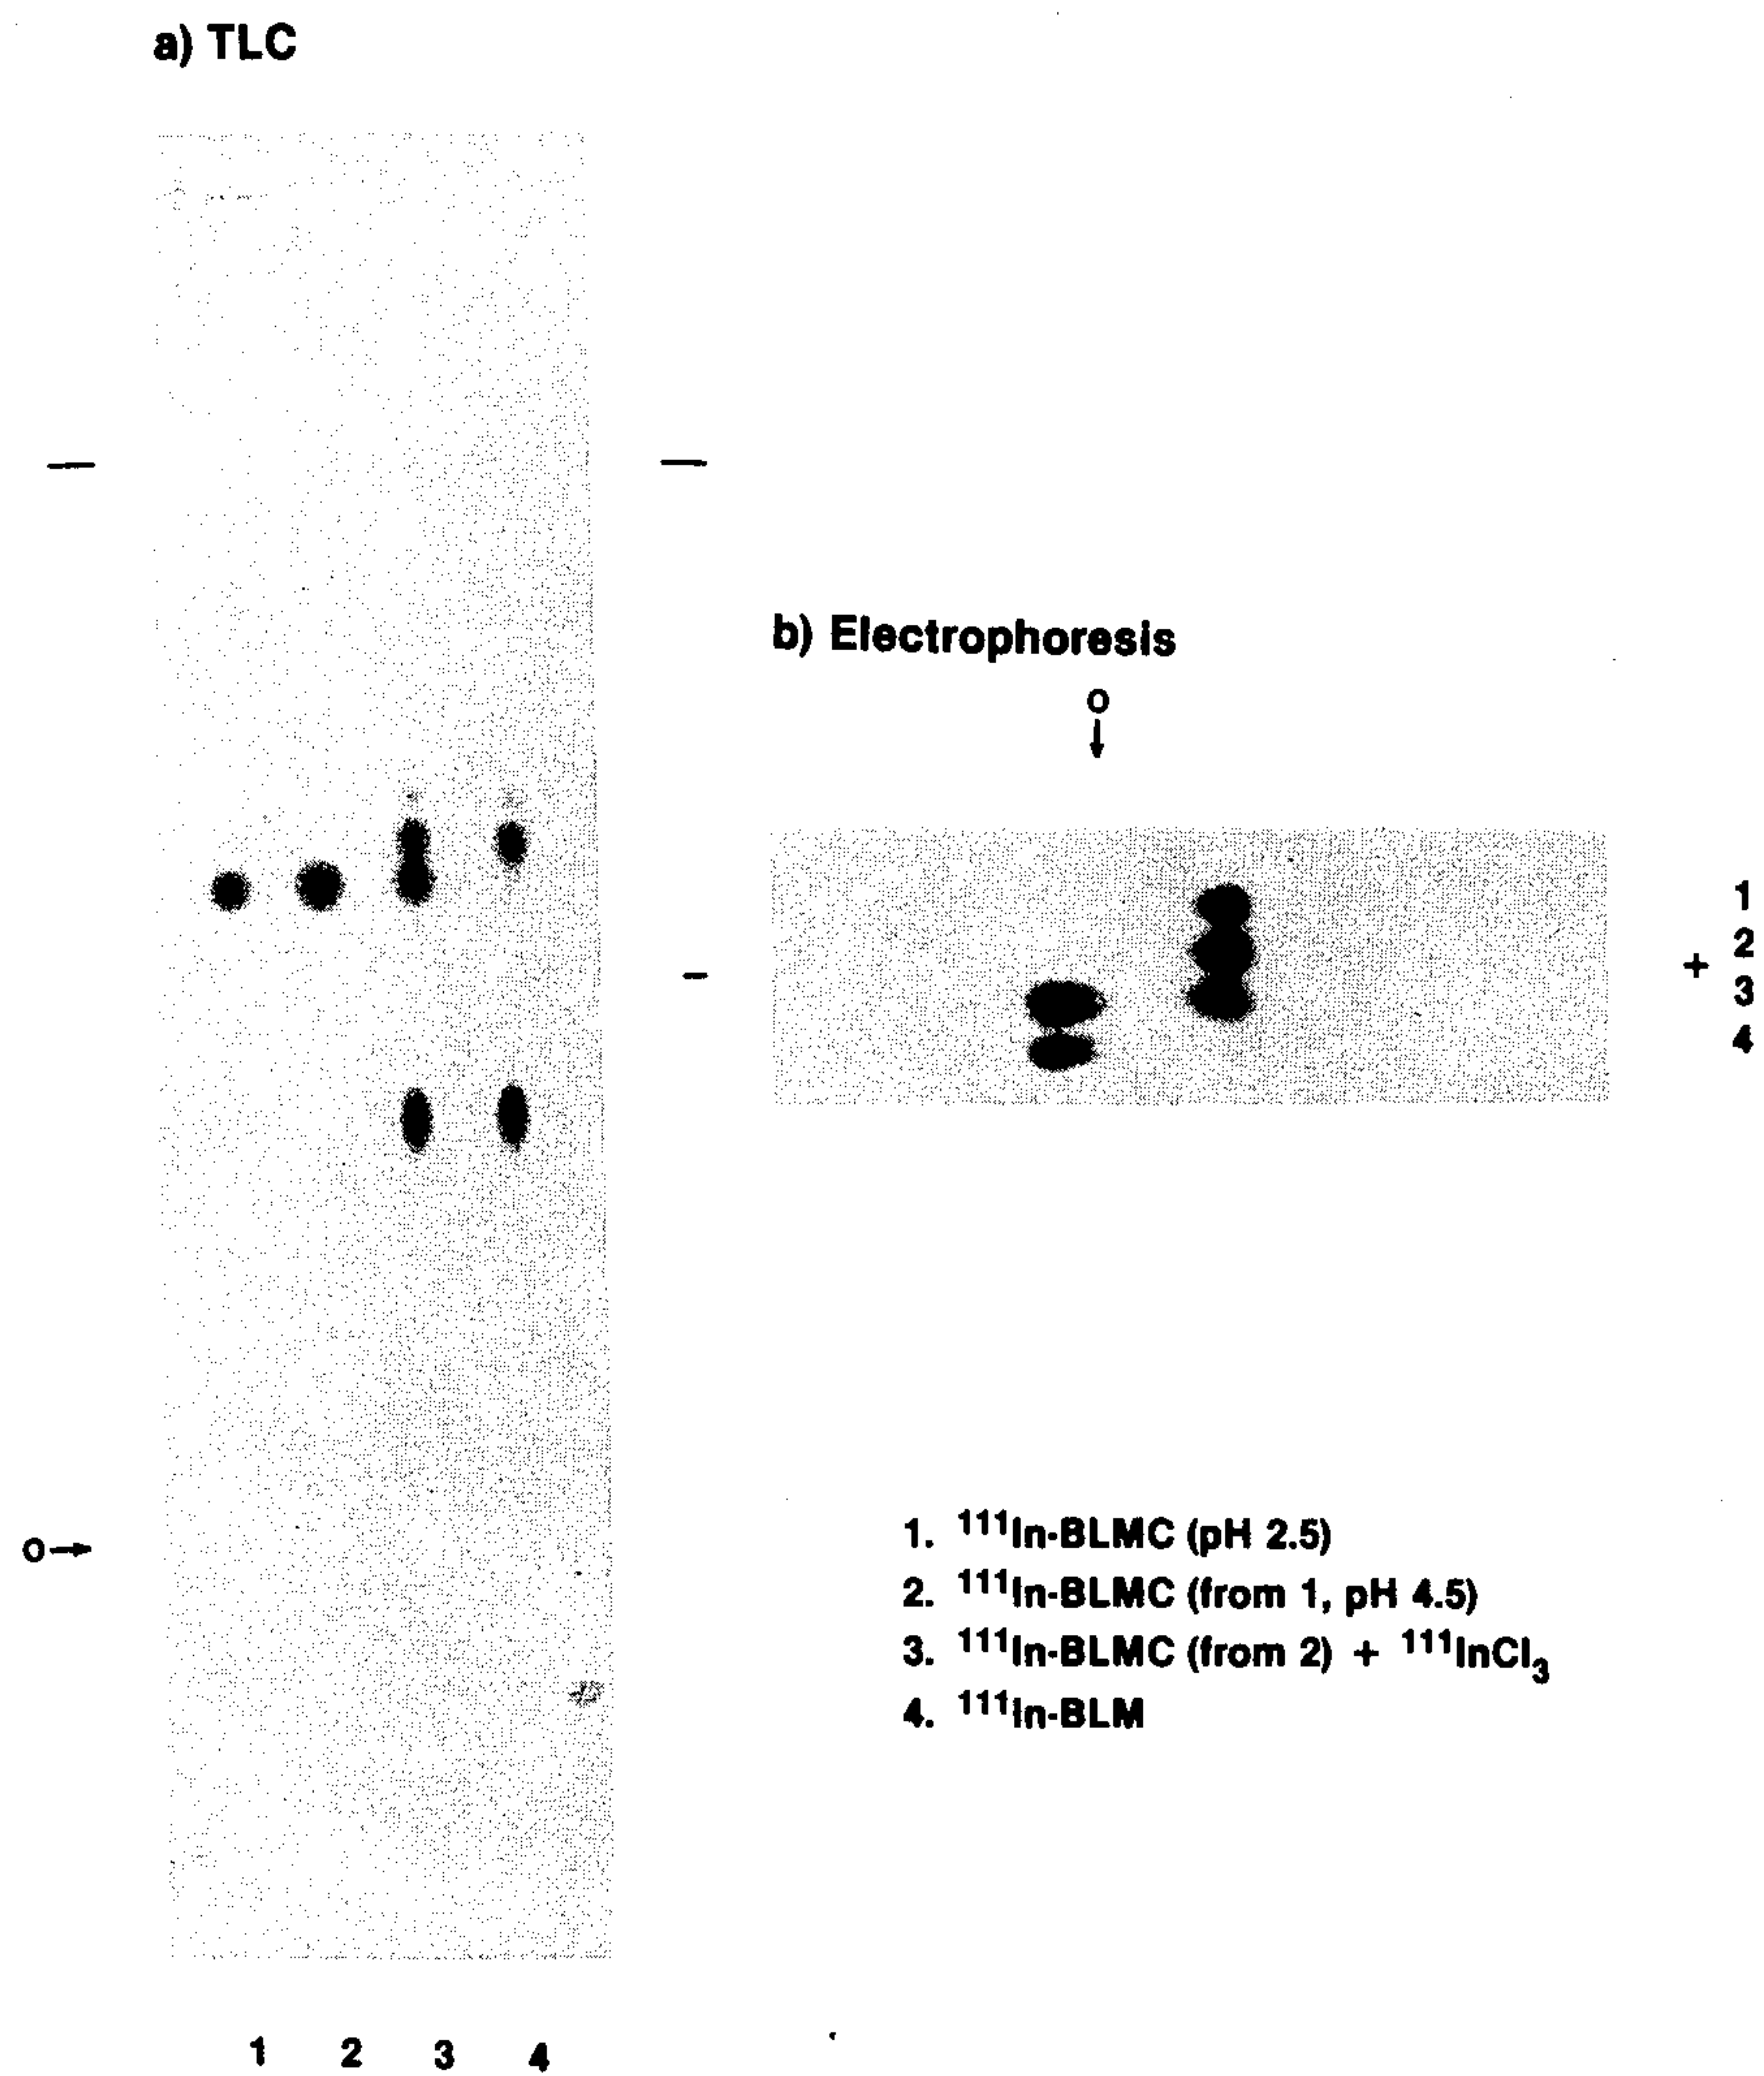 a) TLC
b) Electrophoresis
o
1
2
+ 3
- 4
o→
1. ¹¹¹In-BLMC (pH 2.5)
2. ¹¹¹In-BLMC (from 1, pH 4.5)
3. ¹¹¹In-BLMC (from 2) + ¹¹¹InCl₃
4. ¹¹¹In-BLM
1 2 3 4